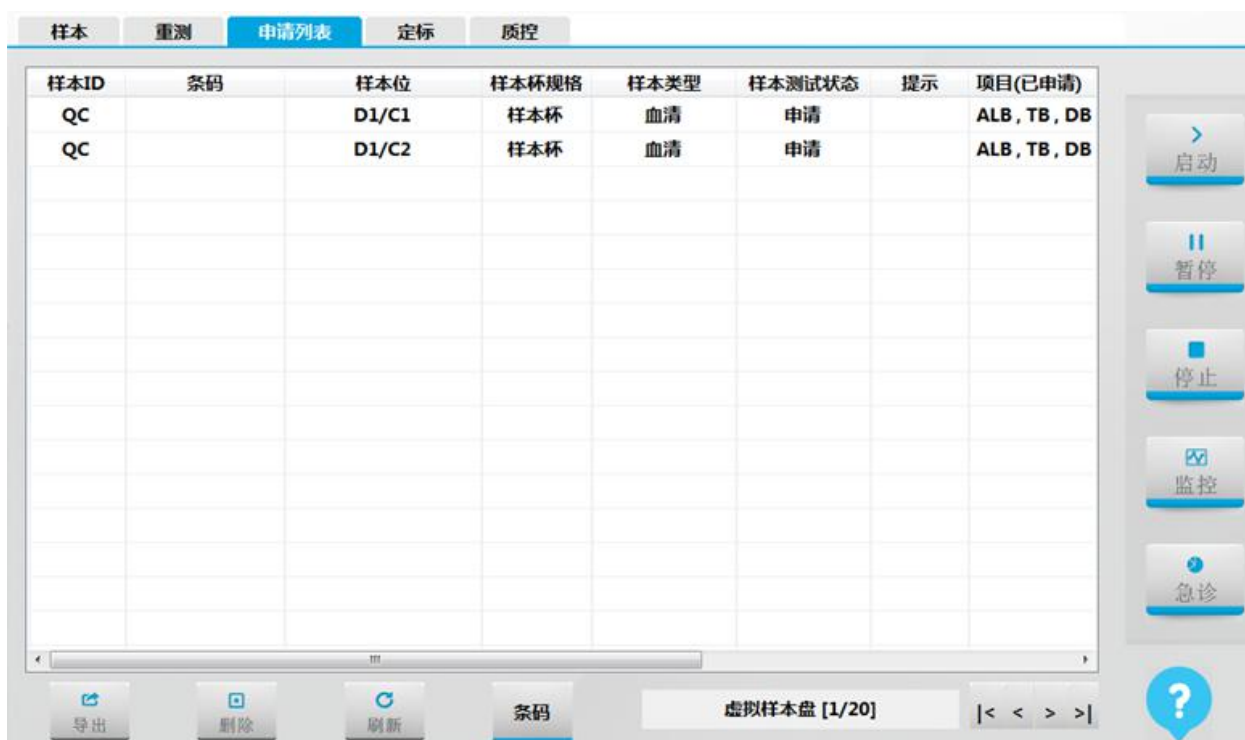 样本 重测 申请列表 定标 质控
样本ID 条码 样本位 样本杯规格 样本类型 样本测试状态 提示 项目(已申请)
QC D1/C1 样本杯 血清 申请 ALB , TB , DB
QC D1/C2 样本杯 血清 申请 ALB , TB , DB
启动
暂停
停止
监控
急诊
导出 删除 刷新 条码 虚拟样本盘 [1/20] |< < > >|
?